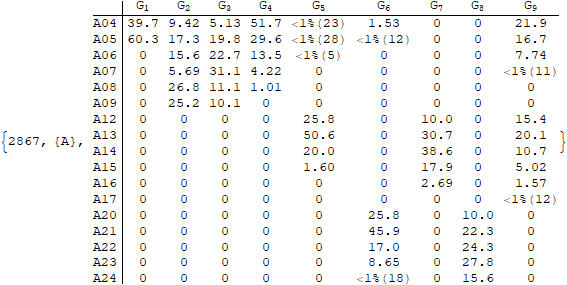 G1 G2 G3 G4 G5 G6 G7 G8 G9
A04 39.7 9.42 5.13 51.7 <1%(23) 1.53 0 0 21.9
A05 60.3 17.3 19.8 29.6 <1%(28) <1%(12) 0 0 16.7
A06 0 15.6 22.7 13.5 <1%(5) 0 0 0 7.74
A07 0 5.69 31.1 4.22 0 0 0 0 <1%(11)
A08 0 26.8 11.1 1.01 0 0 0 0 0
A09 0 25.2 10.1 0 0 0 0 0 0
A12 0 0 0 0 25.8 0 10.0 0 15.4
{2867, {A}, A13 0 0 0 0 50.6 0 30.7 0 20.1 }
A14 0 0 0 0 20.0 0 38.6 0 10.7
A15 0 0 0 0 1.60 0 17.9 0 5.02
A16 0 0 0 0 0 0 2.69 0 1.57
A17 0 0 0 0 0 0 0 0 <1%(12)
A20 0 0 0 0 0 25.8 0 10.0 0
A21 0 0 0 0 0 45.9 0 22.3 0
A22 0 0 0 0 0 17.0 0 24.3 0
A23 0 0 0 0 0 8.65 0 27.8 0
A24 0 0 0 0 0 <1%(18) 0 15.6 0